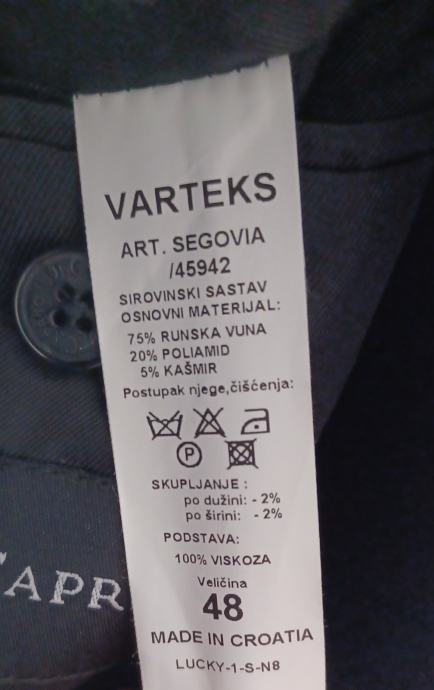 VARTEKS
ART. SEGOVIA
/45942
SIROVINSKI SASTAV
OSNOVNI MATERIJAL:
75% RUNSKA VUNA
20% POLIAMID
5% KAŠMIR
Postupak njege,čišćenja:
P
SKUPLJANJE :
po dužini: - 2%
po širini: - 2%
PODSTAVA:
100% VISKOZA
Veličina
48
MADE IN CROATIA
LUCKY-1-S-N8